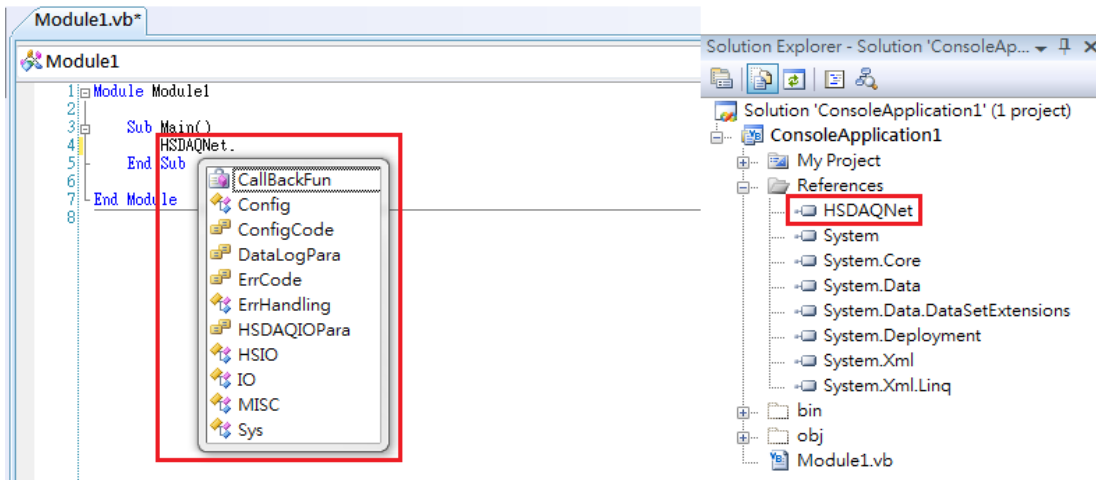 Module1.vb*
Module1
1 Module Module1
2
3 Sub Main()
4 HSDAQNet.
5 End Sub
6
7 End Module
8
CallBackFun
Config
ConfigCode
DataLogPara
ErrCode
ErrHandling
HSDAQIOPara
HSIO
IO
MISC
Sys
Solution Explorer - Solution 'ConsoleAp...
Solution 'ConsoleApplication1' (1 project)
ConsoleApplication1
My Project
References
HSDAQNet
System
System.Core
System.Data
System.Data.DataSetExtensions
System.Deployment
System.Xml
System.Xml.Linq
bin
obj
Module1.vb